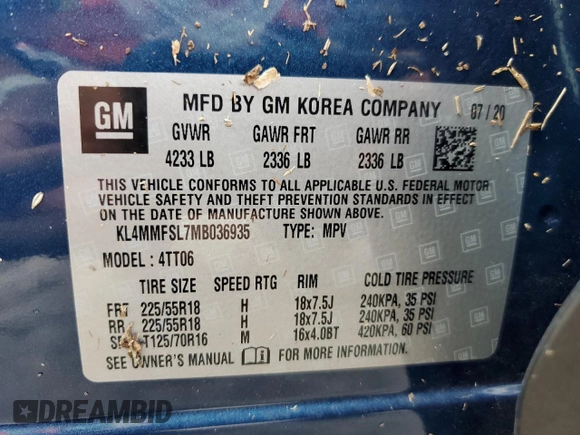 GM
MFD BY GM KOREA COMPANY 07 / 20
GVWR GAWR FRT GAWR RR
4233 LB 2336 LB 2336 LB
THIS VEHICLE CONFORMS TO ALL APPLICABLE U.S. FEDERAL MOTOR
VEHICLE SAFETY AND THEFT PREVENTION STANDARDS IN EFFECT
ON THE DATE OF MANUFACTURE SHOWN ABOVE.
KL4MMFSL7MB036935 TYPE: MPV
MODEL : 4TT06
TIRE SIZE SPEED RTG RIM COLD TIRE PRESSURE
FRT 225/55R18 H 18x7.5J 240KPA, 35 PSI
RR 225/55R18 H 18x7.5J 240KPA, 35 PSI
T125/70R16 M 16x4.0BT 420KPA, 60 PSI
SEE OWNER'S MANUAL FOR MORE INFORMATION.
DREAMBID